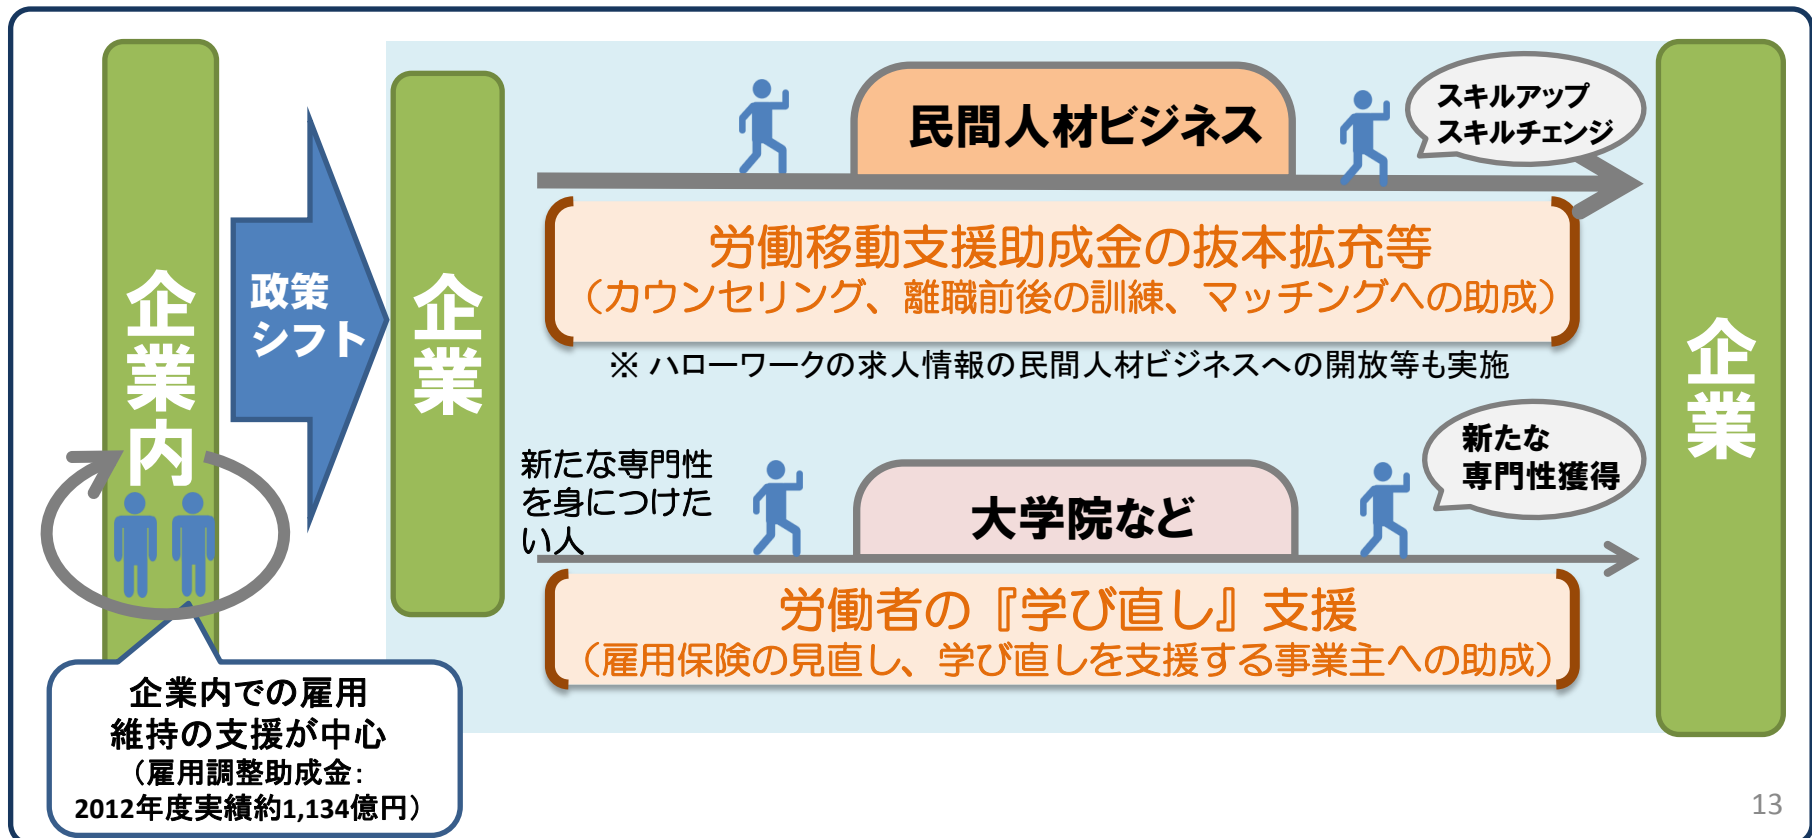 企業内
政策
シフト
企業
民間人材ビジネス
スキルアップ
スキルチェンジ
労働移動支援助成金の抜本拡充等
（カウンセリング、離職前後の訓練、マッチングへの助成）
※ ハローワークの求人情報の民間人材ビジネスへの開放等も実施
新たな専門性
を身につけた
い人
大学院など
新たな
専門性獲得
労働者の『学び直し』支援
（雇用保険の見直し、学び直しを支援する事業主への助成）
企業
企業内での雇用
維持の支援が中心
（雇用調整助成金：
2012年度実績約1,134億円）
13